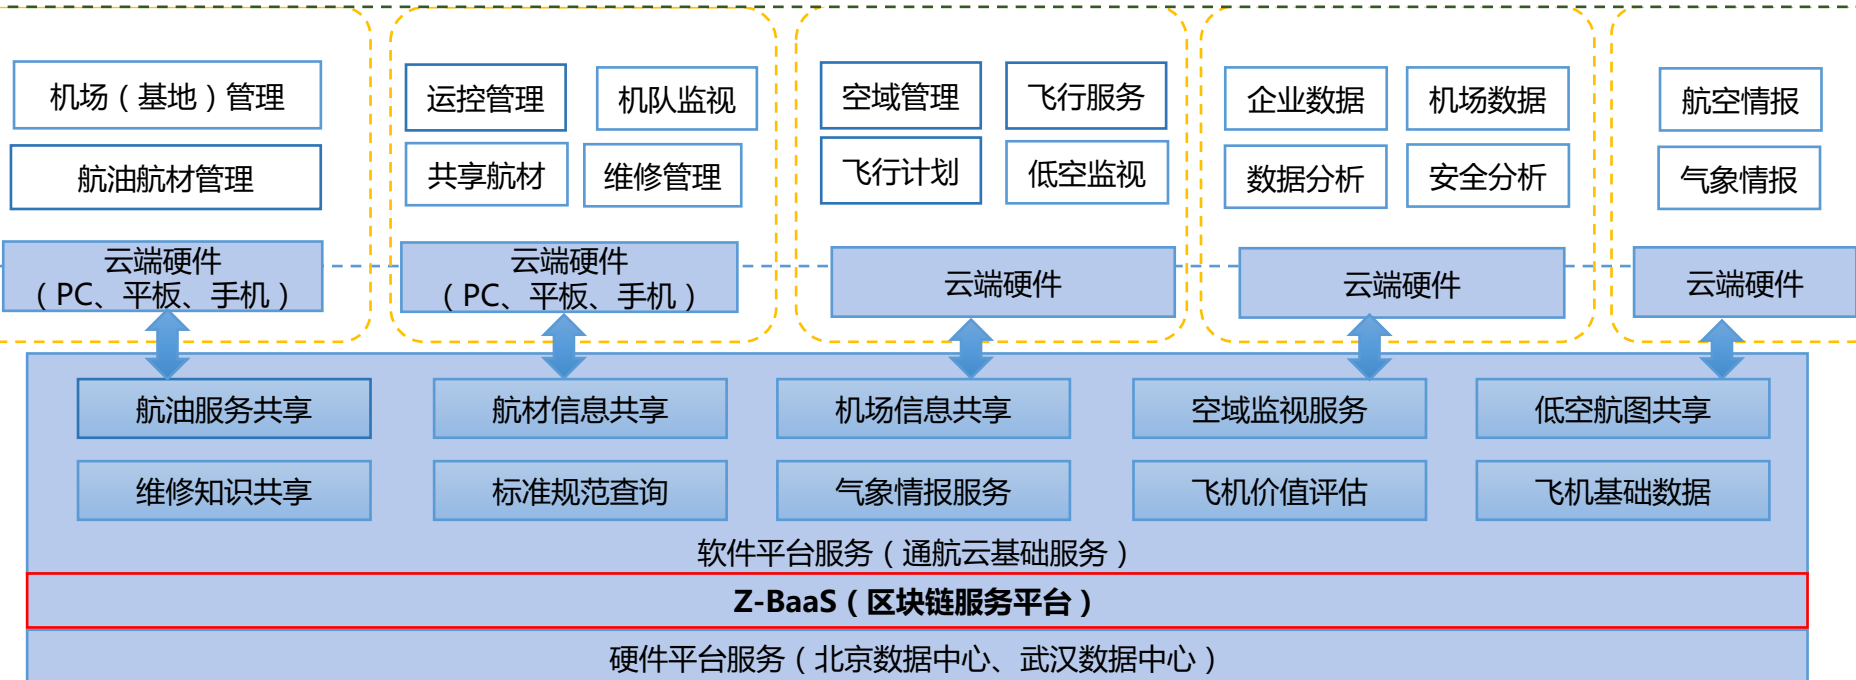 机场（基地）管理
航油航材管理
云端硬件
（PC、平板、手机）
运控管理
机队监视
共享航材
维修管理
云端硬件
（PC、平板、手机）
空域管理
飞行服务
飞行计划
低空监视
云端硬件
企业数据
机场数据
数据分析
安全分析
云端硬件
航空情报
气象情报
云端硬件
航油服务共享
航材信息共享
机场信息共享
空域监视服务
低空航图共享
维修知识共享
标准规范查询
气象情报服务
飞机价值评估
飞机基础数据
软件平台服务（通航云基础服务）
Z-BaaS（区块链服务平台）
硬件平台服务（北京数据中心、武汉数据中心）